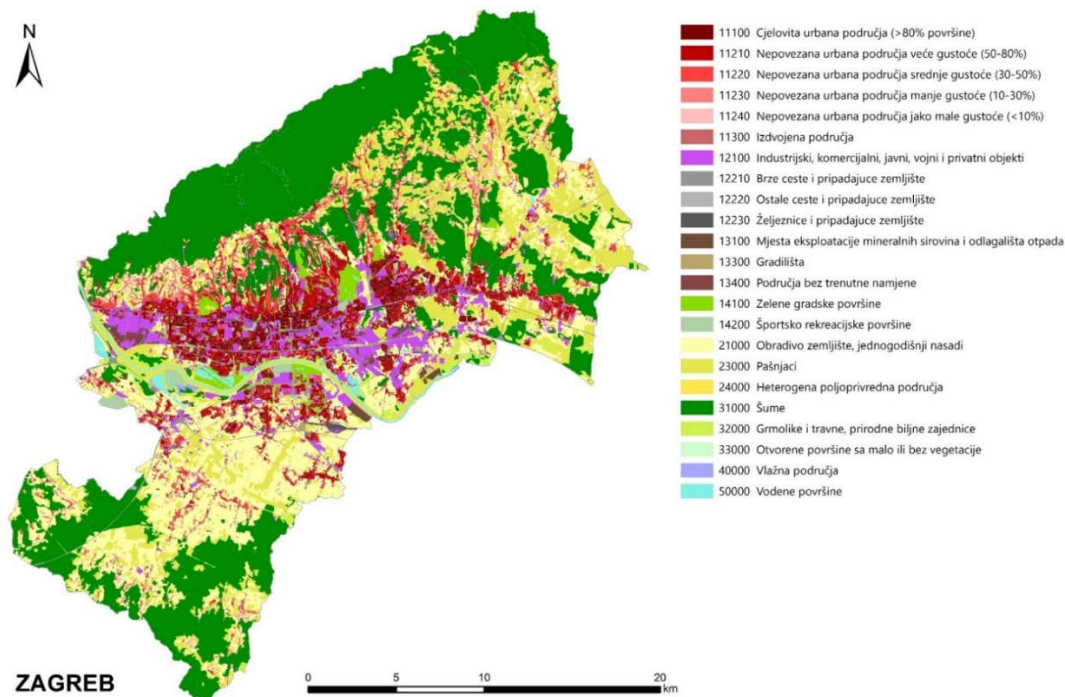 N
11100 Cjelovita urbana područja (>80% površine)
11210 Nepovezana urbana područja veće gustoće (50-80%)
11220 Nepovezana urbana područja srednje gustoće (30-50%)
11230 Nepovezana urbana područja manje gustoće (10-30%)
11240 Nepovezana urbana područja jako male gustoće (<10%)
11300 Izdvojena područja
12100 Industrijski, komercijalni, javni, vojni i privatni objekti
12210 Brze ceste i pripadajuce zemljište
12220 Ostale ceste i pripadajuce zemljište
12230 Željeznice i pripadajuce zemljište
13100 Mjesta eksploatacije mineralnih sirovina i odlagališta otpada
13300 Gradilišta
13400 Područja bez trenutne namjene
14100 Zelene gradske površine
14200 Športsko rekreacijske površine
21000 Obradivo zemljište, jednogodišnji nasadi
23000 Pašnjaci
24000 Heterogena poljoprivredna područja
31000 Šume
32000 Grmolike i travne, prirodne biljne zajednice
33000 Otvorene površine sa malo ili bez vegetacije
40000 Vlažna područja
50000 Vodene površine
ZAGREB
0 5 10 20
km